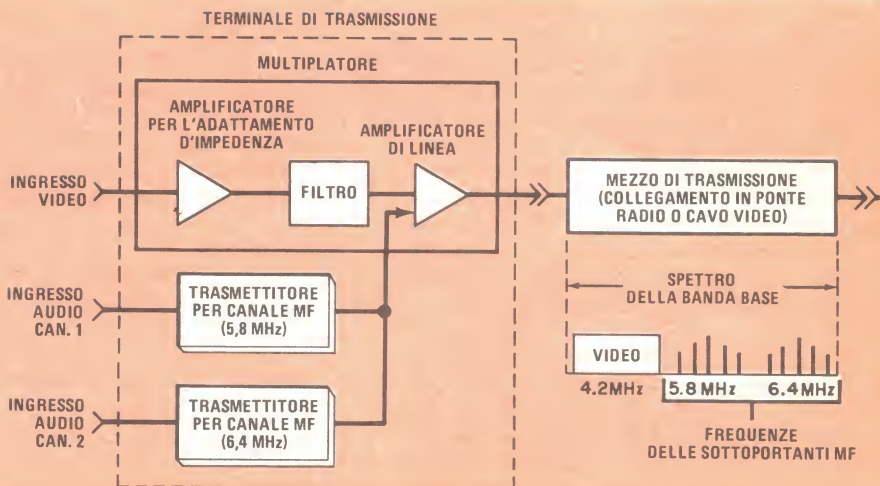 TERMINALE DI TRASMISSIONE
MULTIPLATORE
AMPLIFICATORE
PER L'ADATTAMENTO
D'IMPEDENZA
AMPLIFICATORE
DI LINEA
INGRESSO
VIDEO
FILTRO
MEZZO DI TRASMISSIONE
(COLLEGAMENTO IN PONTE
RADIO O CAVO VIDEO)
INGRESSO
AUDIO
CAN. 1
TRASMETTITORE
PER CANALE MF
(5,8 MHz)
SPETTRO
DELLA BANDA BASE
VIDEO
4.2MHz
5.8 MHz
6.4MHz
INGRESSO
AUDIO
CAN. 2
TRASMETTITORE
PER CANALE MF
(6,4 MHz)
FREQUENZE
DELLE SOTTOPORTANTI MF